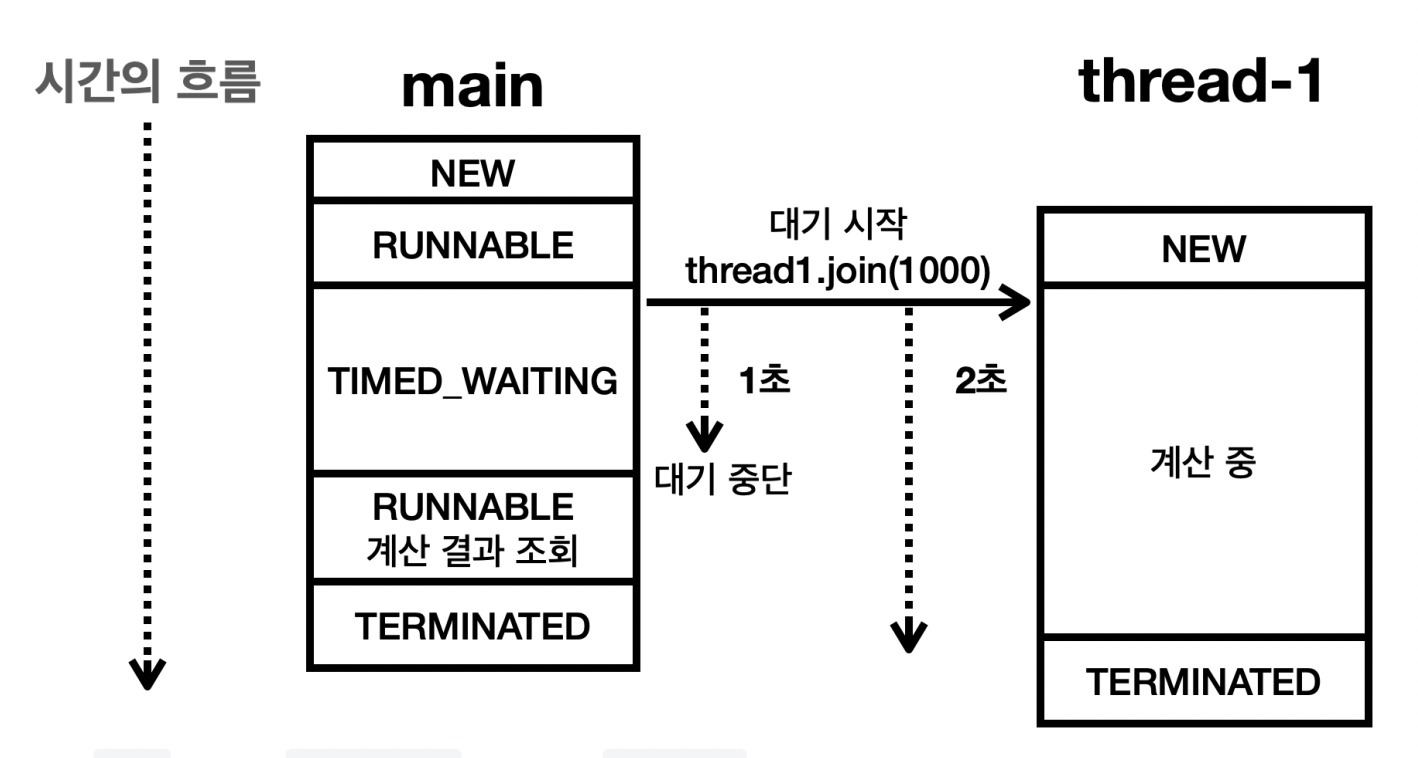 시간의 흐름
main
thread-1
NEW
RUNNABLE
TIMED_WAITING
RUNNABLE
계산 결과 조회
TERMINATED
대기 시작
thread1.join(1000)
1초
대기 중단
2초
NEW
계산 중
TERMINATED